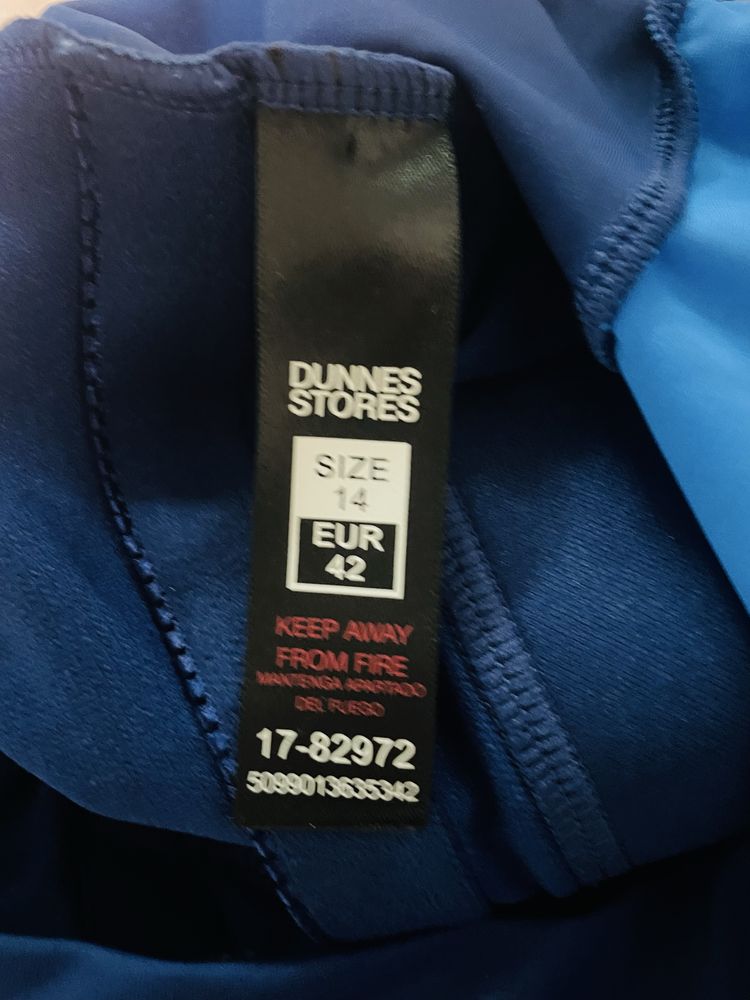 DUNNES
STORES
SIZE
14
EUR
42
KEEP AWAY
FROM FIRE
MANTENGA APARTADO
DEL FUEGO
17-82972
5099013635342